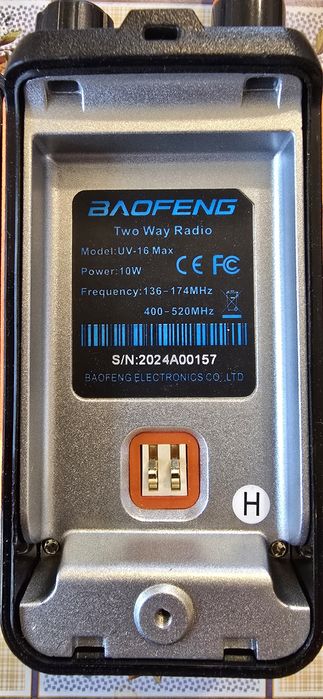 BAOFENG
Two Way Radio
Model:UV-16 Max
Power:10W
CE FC
Frequency:136-174MHz
400-520MHz
S/N:2024A00157
BAOFENG ELECTRONICS CO.,LTD
H